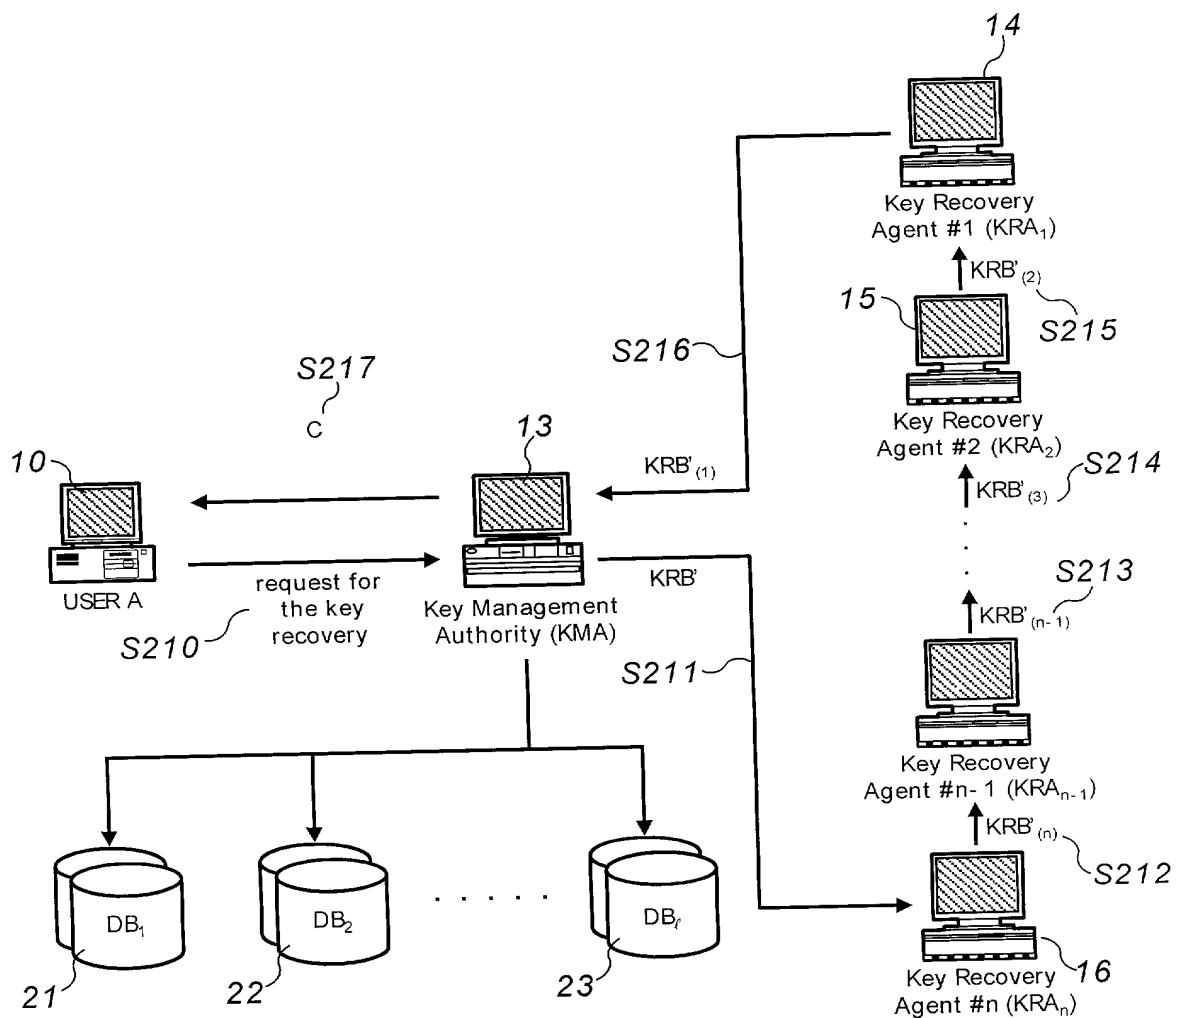 14
Key Recovery
Agent #1 (KRA₁)
KRB'₍₂₎
15
S215
S216
S217
C
Key Recovery
Agent #2 (KRA₂)
13
10
KRB'₍₁₎
KRB'₍₃₎
S214
USER A
request for
the key
recovery
S210
Key Management
Authority (KMA)
KRB'
S213
KRB'₍ₙ₋₁₎
S211
Key Recovery
Agent #n-1 (KRAₙ₋₁)
KRB'₍ₙ₎
S212
DB₁
DB₂
. . . . .
DBℓ
21
22
23
16
Key Recovery
Agent #n (KRAₙ)